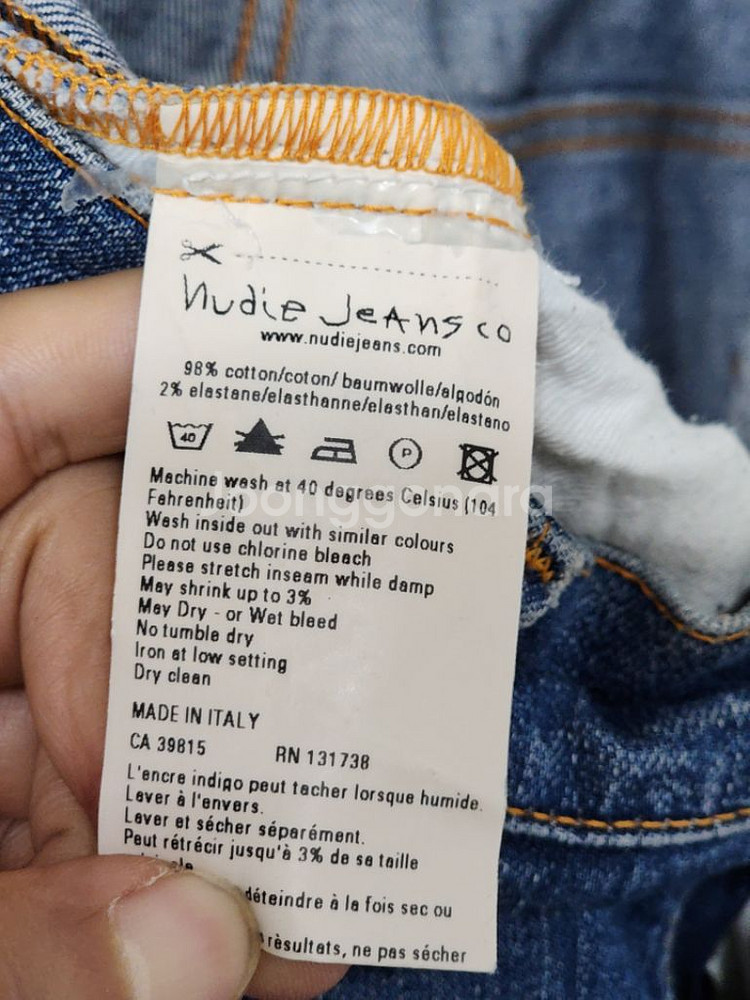 Nudie Jeans co
www.nudiejeans.com
98% cotton/coton/ baumwolle/algodón
2% elastane/elasthanne/elasthan/elastano
40
P
Machine wash at 40 degrees Celsius (104
Fahrenheit)
Wash inside out with similar colours
Do not use chlorine bleach
Please stretch inseam while damp
May shrink up to 3%
May Dry - or Wet bleed
No tumble dry
Iron at low setting
Dry clean
MADE IN ITALY
CA 39815 RN 131738
L'encre indigo peut tacher lorsque humide.
Laver à l'envers.
Laver et sécher séparément.
Peut rétrécir jusqu'à 3% de sa taille
déteindre à la fois sec ou
résultats, ne pas sécher